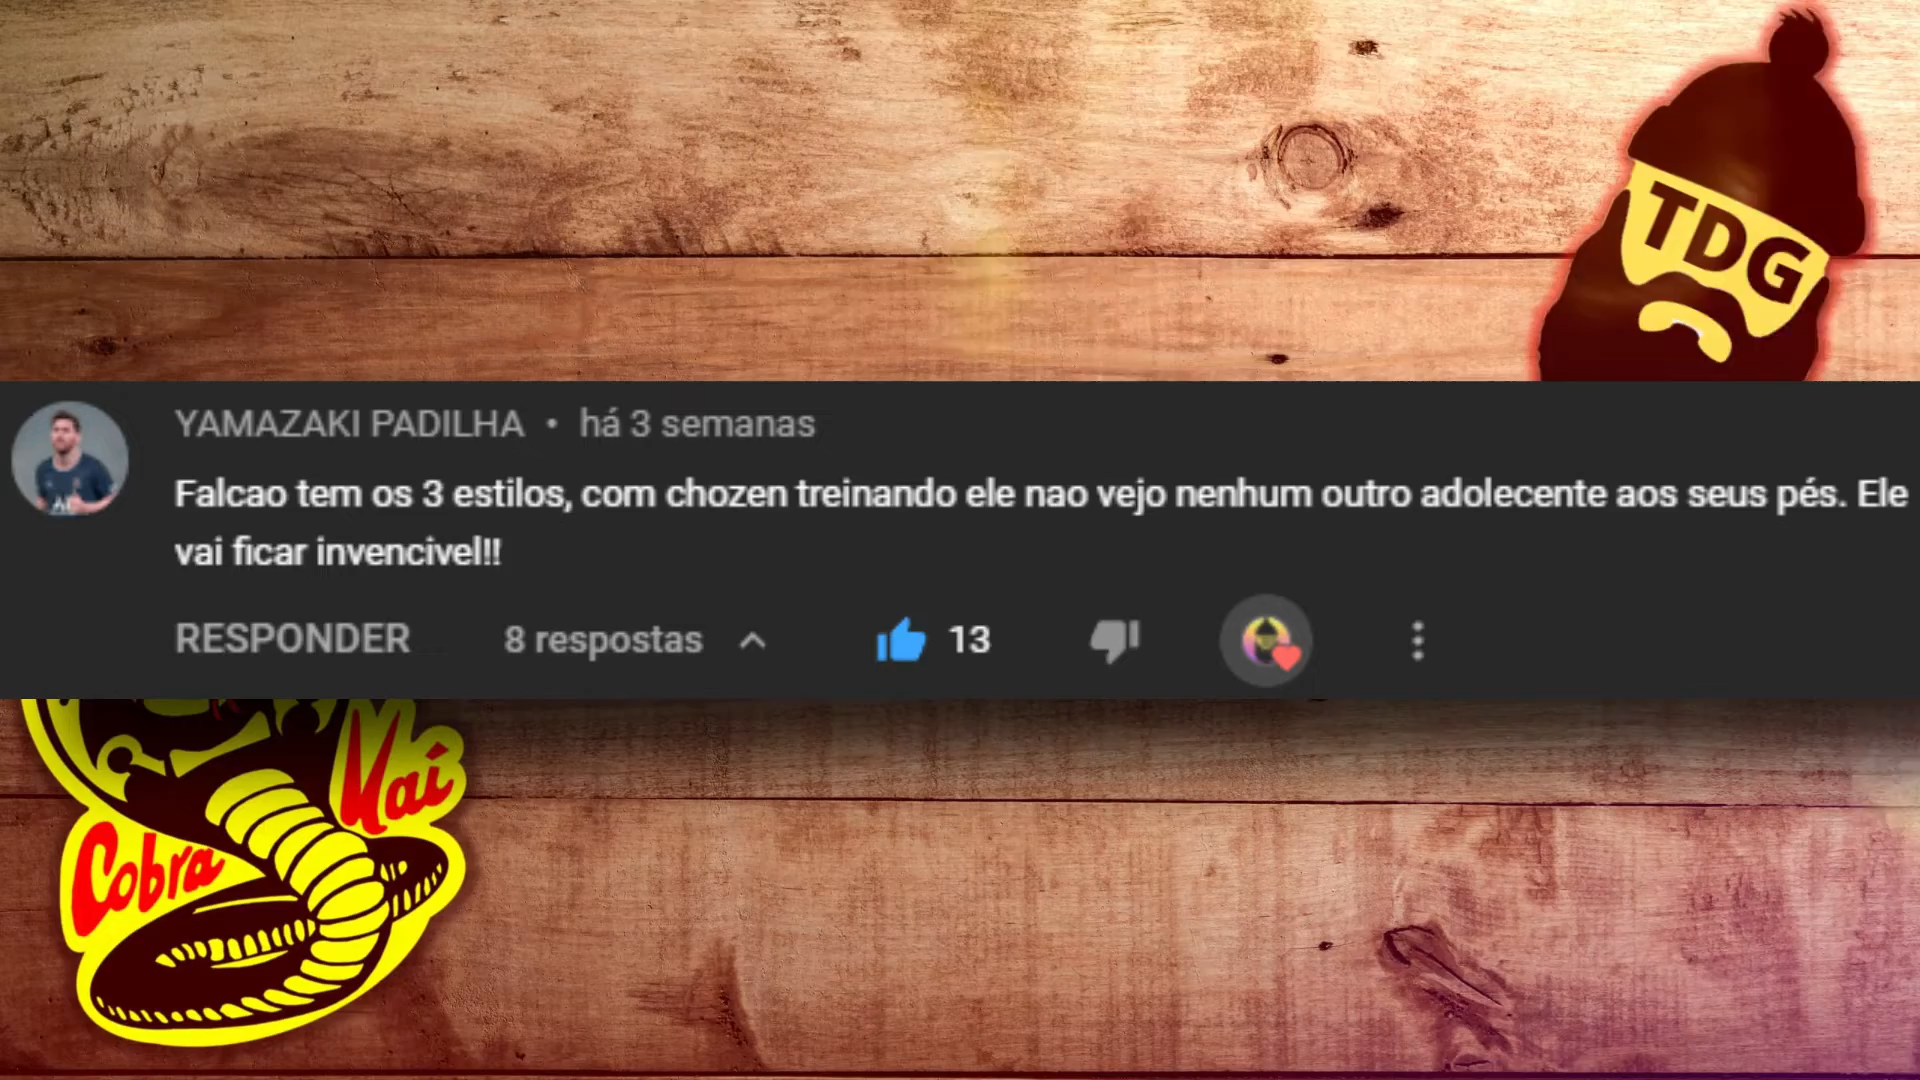 TDG
YAMAZAKI PADILHA • há 3 semanas
Falcao tem os 3 estilos, com chozen treinando ele nao vejo nenhum outro adolecente aos seus pés. Ele
vai ficar invencivel!!
RESPONDER 8 respostas 13
Kai
Cobra